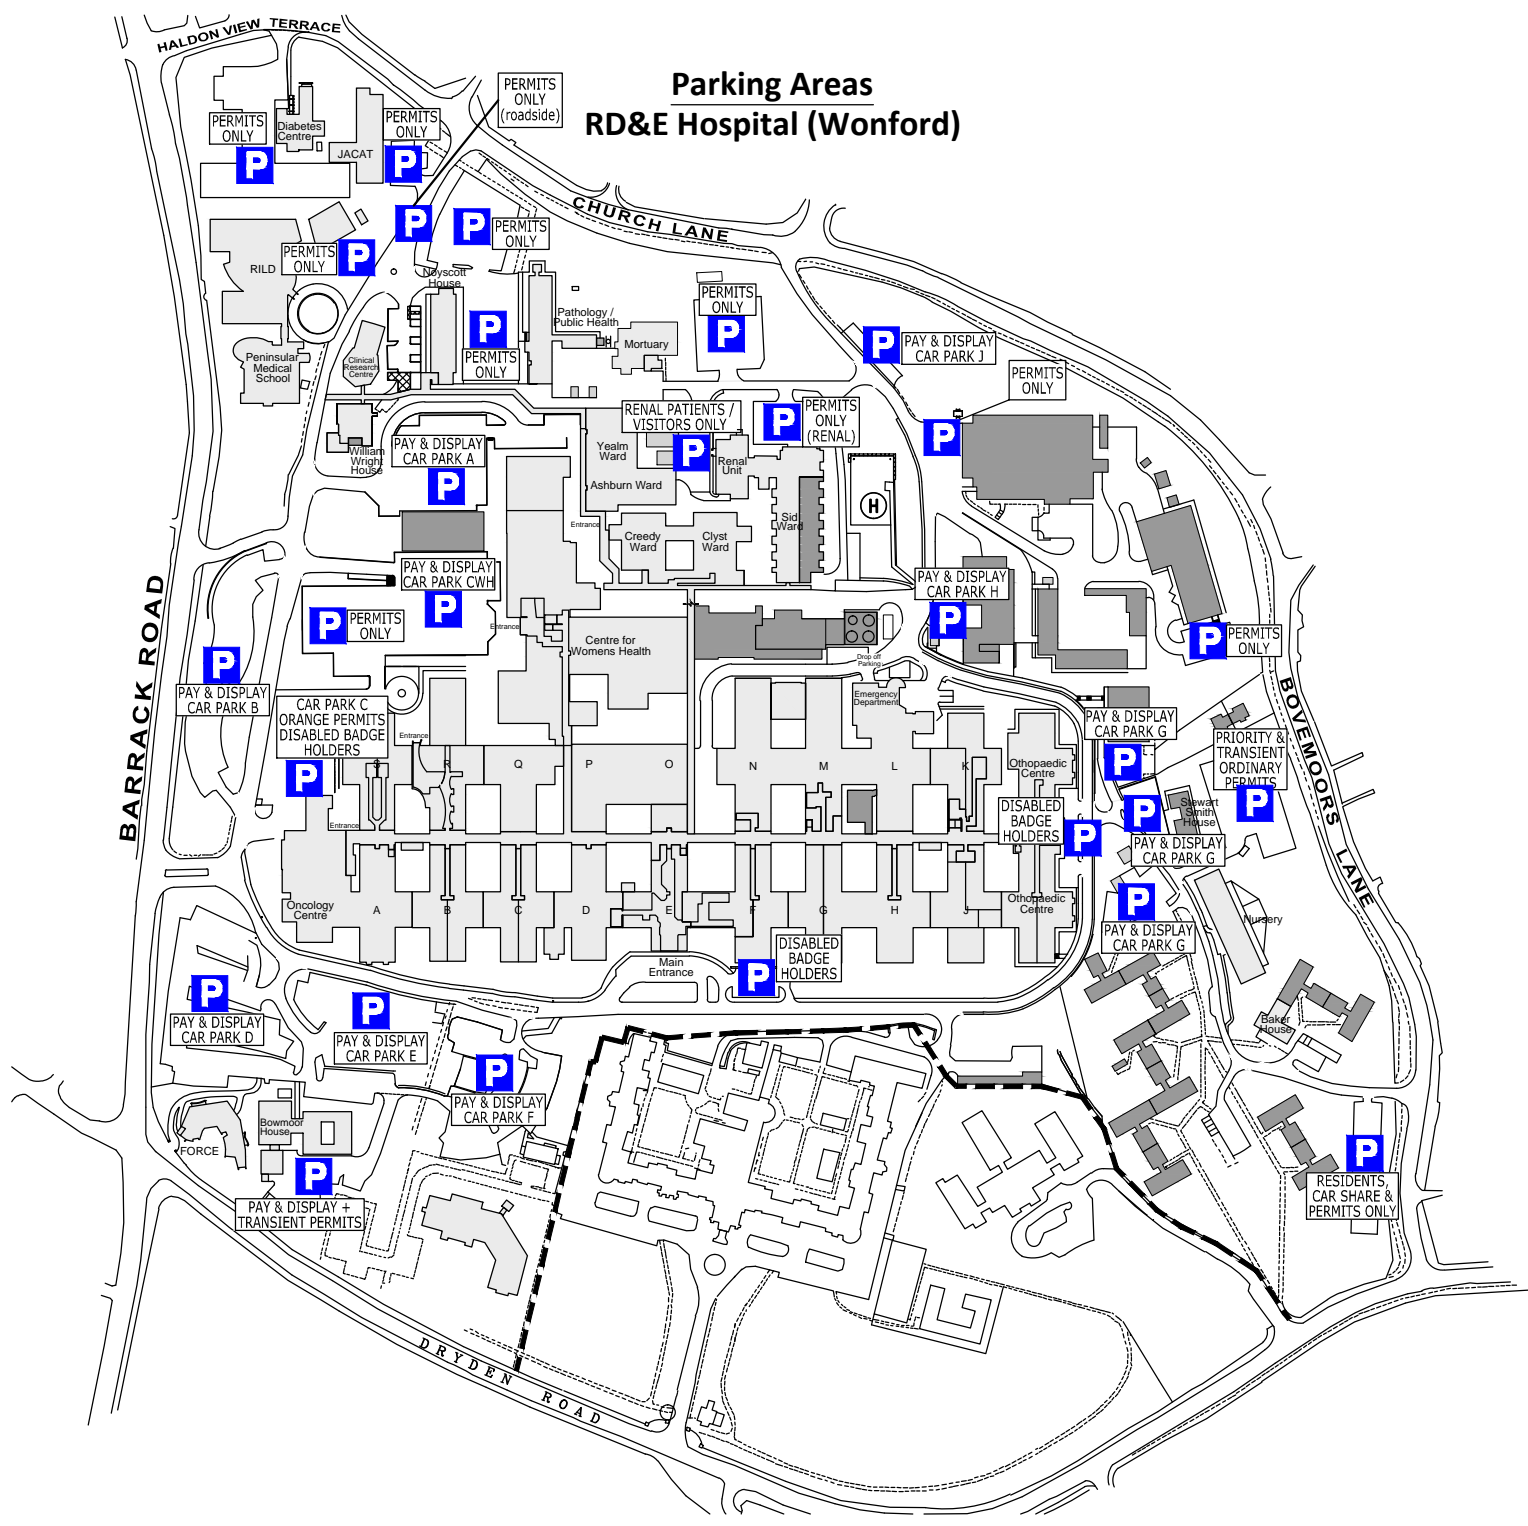 Parking Areas
RD&E Hospital (Wonford)
HALDON VIEW TERRACE
PERMITS
ONLY
(roadside)
PERMITS
ONLY
P
Diabetes
Centre
JACAT
PERMITS
ONLY
P
CHURCH LANE
P
P
PERMITS
ONLY
PERMITS
ONLY
P
RILD
Noyscott
House
Pathology /
Public Health
PERMITS
ONLY
P
P
PERMITS
ONLY
Mortuary
P
PAY & DISPLAY
CAR PARK J
PERMITS
ONLY
P
Peninsular
Medical
School
Clinical
Research
Centre
William
Wright
House
PAY & DISPLAY
CAR PARK A
P
RENAL PATIENTS /
VISITORS ONLY
P
P
PERMITS
ONLY
(RENAL)
Yealm
Ward
Ashburn Ward
Renal
Unit
H
Entrance
Creedy
Ward
Clyst
Ward
Sid
Ward
PAY & DISPLAY
CAR PARK CWH
P
P
PERMITS
ONLY
PAY & DISPLAY
CAR PARK H
P
P
PERMITS
ONLY
BARRACK ROAD
P
PAY & DISPLAY
CAR PARK B
Entrance
Centre for
Womens Health
Drop off
Parking
Emergency
Department
BOVEMOORS LANE
CAR PARK C
ORANGE PERMITS
DISABLED BADGE
HOLDERS
P
Entrance
PAY & DISPLAY
CAR PARK G
P
PRIORITY &
TRANSIENT
ORDINARY
PERMITS
P
S
R
Q
P
O
N
M
L
K
Othopaedic
Centre
Entrance
DISABLED
BADGE
HOLDERS
P
P
Stewart
Smith
House
PAY & DISPLAY
CAR PARK G
P
PAY & DISPLAY
CAR PARK G
Nursery
Oncology
Centre
A
B
C
D
E
F
G
H
J
Othopaedic
Centre
Main
Entrance
P
DISABLED
BADGE
HOLDERS
P
PAY & DISPLAY
CAR PARK D
P
PAY & DISPLAY
CAR PARK E
P
PAY & DISPLAY
CAR PARK F
Baker
House
Bowmoor
House
FORCE
P
PAY & DISPLAY +
TRANSIENT PERMITS
P
RESIDENTS,
CAR SHARE &
PERMITS ONLY
DRYDEN ROAD